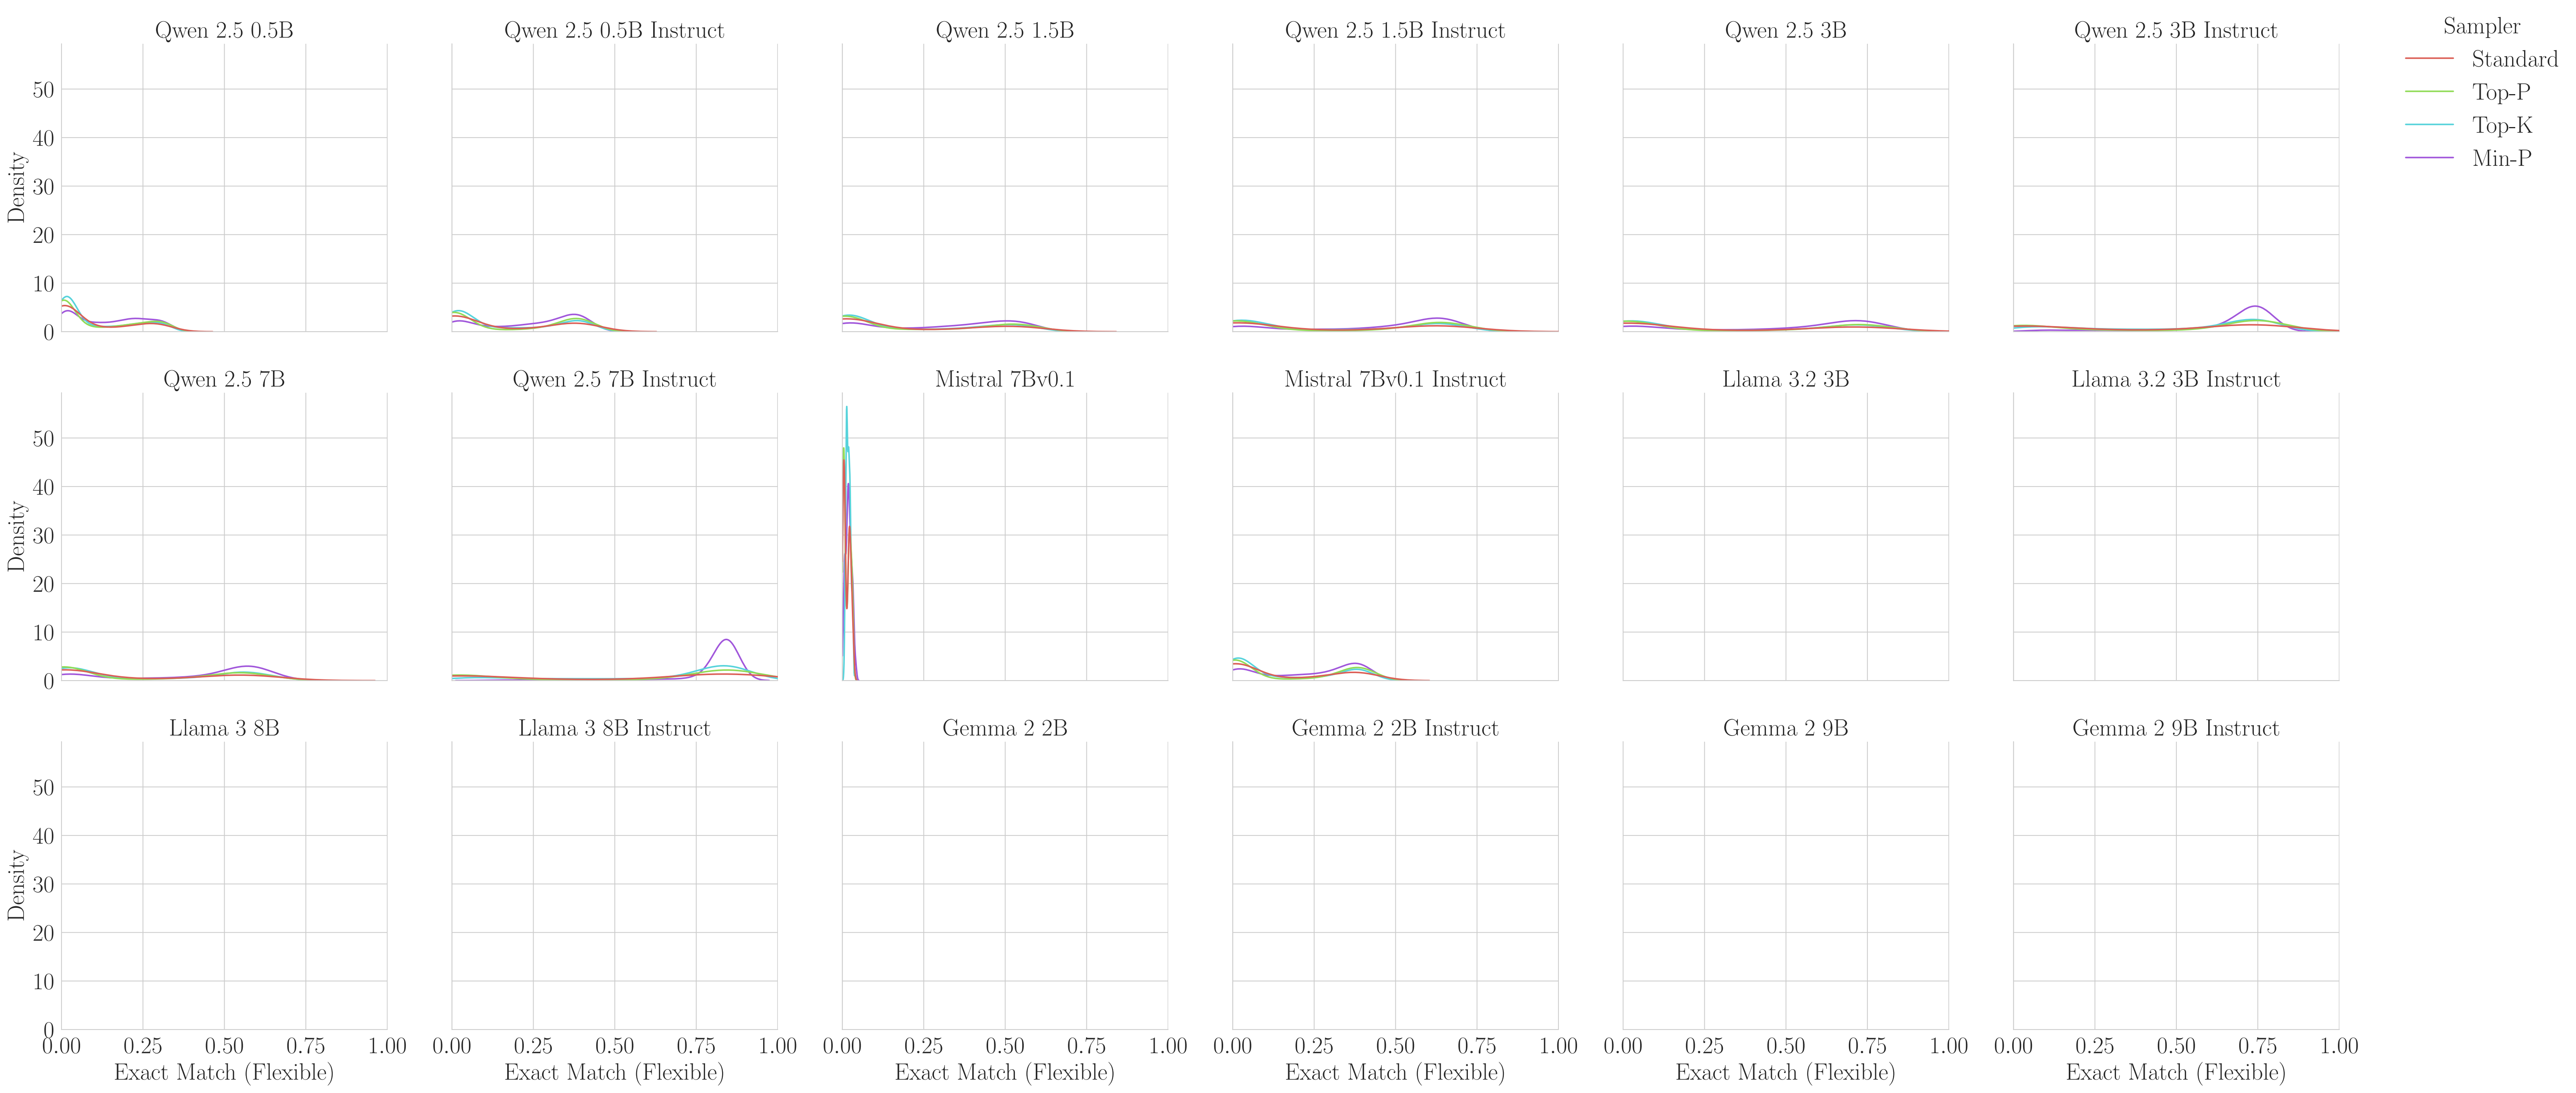 Qwen 2.5 0.5B
Qwen 2.5 0.5B Instruct
Qwen 2.5 1.5B
Qwen 2.5 1.5B Instruct
Qwen 2.5 3B
Qwen 2.5 3B Instruct
Sampler
Standard
Top-P
Top-K
Min-P
Density
50
40
30
20
10
0
Qwen 2.5 7B
Qwen 2.5 7B Instruct
Mistral 7Bv0.1
Mistral 7Bv0.1 Instruct
Llama 3.2 3B
Llama 3.2 3B Instruct
Density
50
40
30
20
10
0
Llama 3 8B
Llama 3 8B Instruct
Gemma 2 2B
Gemma 2 2B Instruct
Gemma 2 9B
Gemma 2 9B Instruct
Density
50
40
30
20
10
0
0.00 0.25 0.50 0.75 1.00
0.00 0.25 0.50 0.75 1.00
0.00 0.25 0.50 0.75 1.00
0.00 0.25 0.50 0.75 1.00
0.00 0.25 0.50 0.75 1.00
0.00 0.25 0.50 0.75 1.00
Exact Match (Flexible)
Exact Match (Flexible)
Exact Match (Flexible)
Exact Match (Flexible)
Exact Match (Flexible)
Exact Match (Flexible)